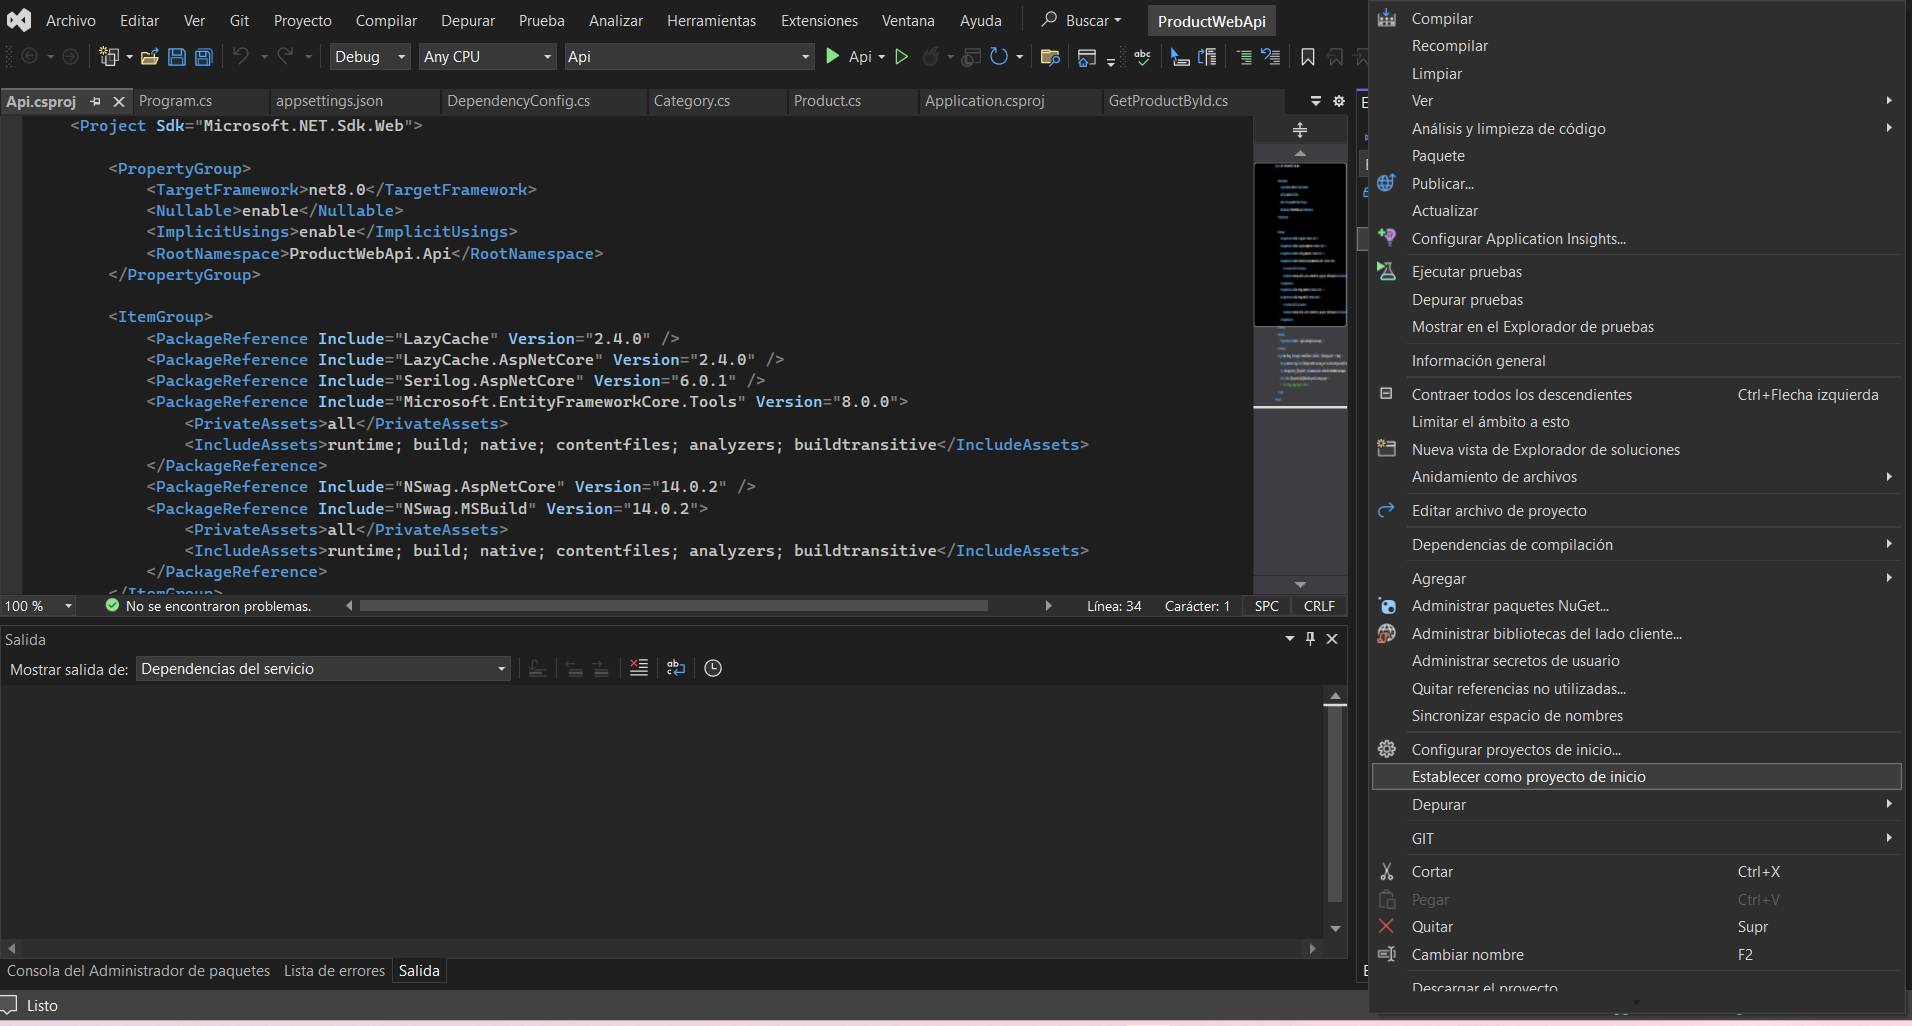 Archivo Editar Ver Git Proyecto Compilar Depurar Prueba Analizar Herramientas Extensiones Ventana Ayuda Buscar ProductWebApi
Debug Any CPU Api Api
Api.csproj Program.cs appsettings.json DependencyConfig.cs Category.cs Product.cs Application.csproj GetProductById.cs
<Project Sdk="Microsoft.NET.Sdk.Web">
<PropertyGroup>
<TargetFramework>net8.0</TargetFramework>
<Nullable>enable</Nullable>
<ImplicitUsings>enable</ImplicitUsings>
<RootNamespace>ProductWebApi.Api</RootNamespace>
</PropertyGroup>
<ItemGroup>
<PackageReference Include="LazyCache" Version="2.4.0" />
<PackageReference Include="LazyCache.AspNetCore" Version="2.4.0" />
<PackageReference Include="Serilog.AspNetCore" Version="6.0.1" />
<PackageReference Include="Microsoft.EntityFrameworkCore.Tools" Version="8.0.0">
<PrivateAssets>all</PrivateAssets>
<IncludeAssets>runtime; build; native; contentfiles; analyzers; buildtransitive</IncludeAssets>
</PackageReference>
<PackageReference Include="NSwag.AspNetCore" Version="14.0.2" />
<PackageReference Include="NSwag.MSBuild" Version="14.0.2">
<PrivateAssets>all</PrivateAssets>
<IncludeAssets>runtime; build; native; contentfiles; analyzers; buildtransitive</IncludeAssets>
</PackageReference>
</ItemGroup>
100 % No se encontraron problemas. Línea: 34 Carácter: 1 SPC CRLF
Salida
Mostrar salida de: Dependencias del servicio
Consola del Administrador de paquetes Lista de errores Salida
Listo
Compilar
Recompilar
Limpiar
Ver
Análisis y limpieza de código
Paquete
Publicar...
Actualizar
Configurar Application Insights...
Ejecutar pruebas
Depurar pruebas
Mostrar en el Explorador de pruebas
Información general
Contraer todos los descendientes Ctrl+Flecha izquierda
Limitar el ámbito a esto
Nueva vista de Explorador de soluciones
Anidamiento de archivos
Editar archivo de proyecto
Dependencias de compilación
Agregar
Administrar paquetes NuGet...
Administrar bibliotecas del lado cliente...
Administrar secretos de usuario
Quitar referencias no utilizadas...
Sincronizar espacio de nombres
Configurar proyectos de inicio...
Establecer como proyecto de inicio
Depurar
GIT
Cortar Ctrl+X
Pegar Ctrl+V
Quitar Supr
Cambiar nombre F2
Descargar el proyecto